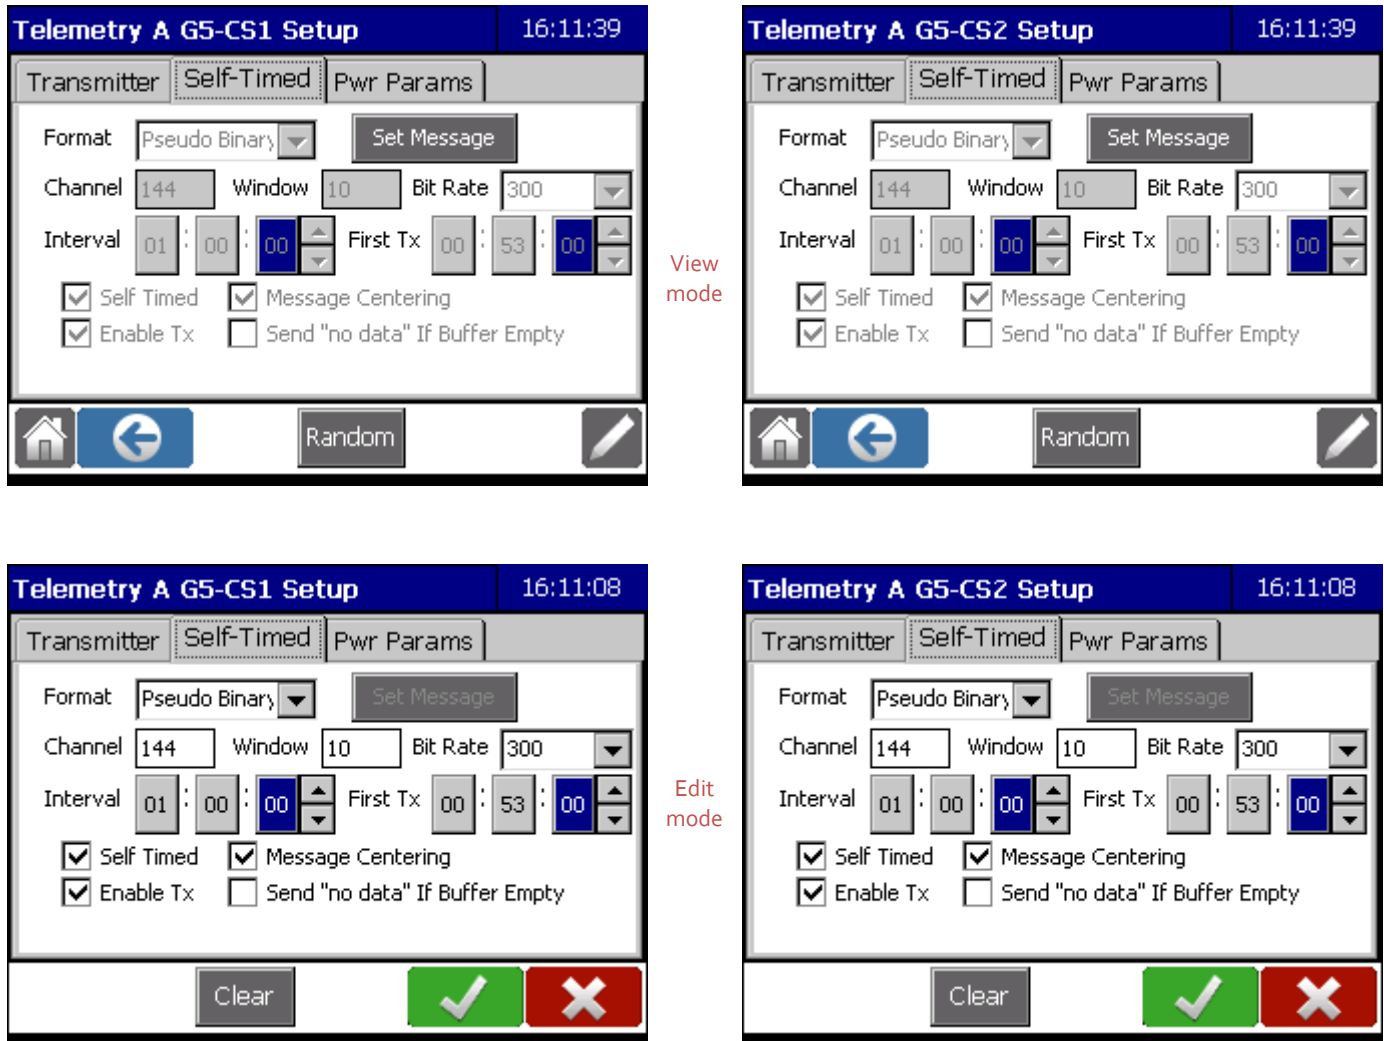 Telemetry A G5-CS1 Setup 16:11:39
Transmitter Self-Timed Pwr Params
Format Pseudo Binary Set Message
Channel 144 Window 10 Bit Rate 300
Interval 01 : 00 : 00 First Tx 00 : 53 : 00
Self Timed Message Centering
Enable Tx Send "no data" If Buffer Empty
Random
Telemetry A G5-CS2 Setup 16:11:39
Transmitter Self-Timed Pwr Params
Format Pseudo Binary Set Message
Channel 144 Window 10 Bit Rate 300
Interval 01 : 00 : 00 First Tx 00 : 53 : 00
Self Timed Message Centering
Enable Tx Send "no data" If Buffer Empty
Random
View
mode
Telemetry A G5-CS1 Setup 16:11:08
Transmitter Self-Timed Pwr Params
Format Pseudo Binary Set Message
Channel 144 Window 10 Bit Rate 300
Interval 01 : 00 : 00 First Tx 00 : 53 : 00
Self Timed Message Centering
Enable Tx Send "no data" If Buffer Empty
Clear
Telemetry A G5-CS2 Setup 16:11:08
Transmitter Self-Timed Pwr Params
Format Pseudo Binary Set Message
Channel 144 Window 10 Bit Rate 300
Interval 01 : 00 : 00 First Tx 00 : 53 : 00
Self Timed Message Centering
Enable Tx Send "no data" If Buffer Empty
Clear
Edit
mode